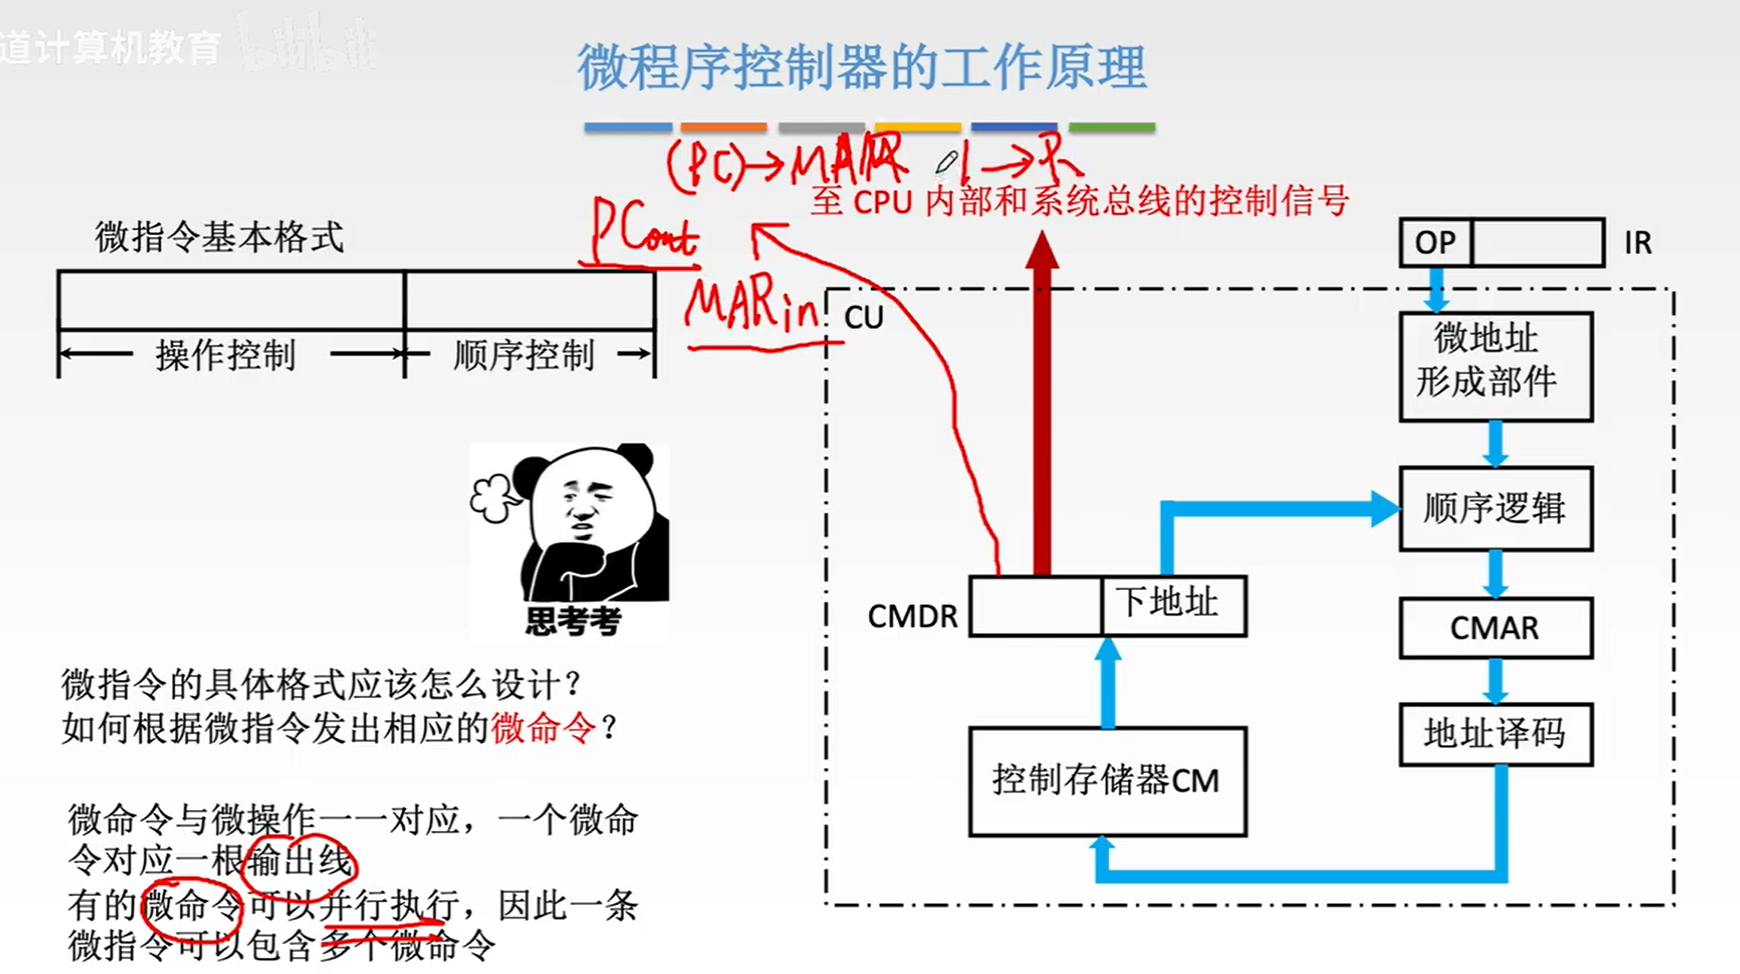 道计算机教育 bilibili
微程序控制器的工作原理
(PC)→MAR 1→R
至 CPU 内部和系统总线的控制信号
微指令基本格式
操作控制 顺序控制
PCout
MARin
CU
OP IR
微地址
形成部件
顺序逻辑
CMAR
地址译码
CMDR 下地址
控制存储器CM
思考考
微指令的具体格式应该怎么设计？
如何根据微指令发出相应的微命令？
微命令与微操作一一对应，一个微命
令对应一根输出线
有的微命令可以并行执行，因此一条
微指令可以包含多个微命令